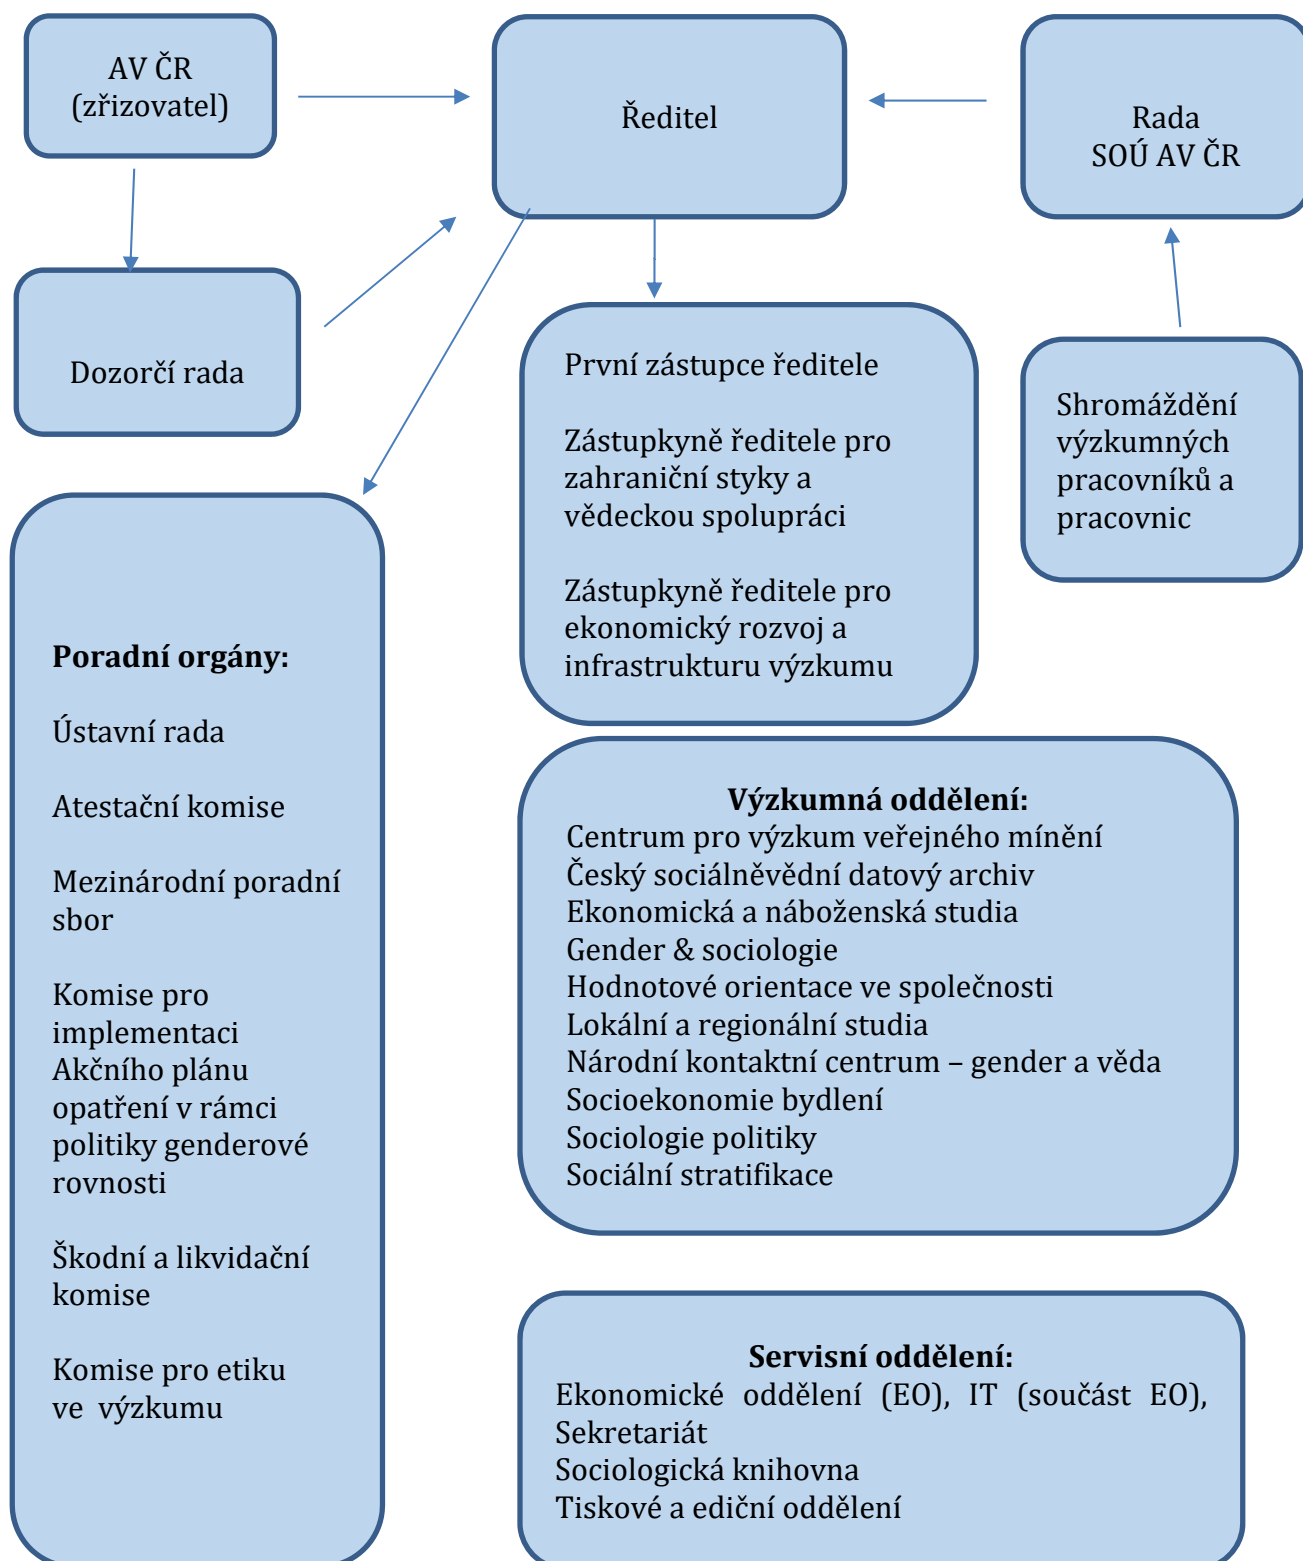 AV ČR
(zřizovatel)
Ředitel
Rada
SOÚ AV ČR
Dozorčí rada
První zástupce ředitele
Zástupkyně ředitele pro
zahraniční styky a
vědeckou spolupráci
Zástupkyně ředitele pro
ekonomický rozvoj a
infrastrukturu výzkumu
Shromáždění
výzkumných
pracovníků a
pracovnic
Poradní orgány:
Ústavní rada
Atestační komise
Mezinárodní poradní
sbor
Komise pro
implementaci
Akčního plánu
opatření v rámci
politiky genderové
rovnosti
Škodní a likvidační
komise
Komise pro etiku
ve výzkumu
Výzkumná oddělení:
Centrum pro výzkum veřejného mínění
Český sociálněvědní datový archiv
Ekonomická a náboženská studia
Gender & sociologie
Hodnotové orientace ve společnosti
Lokální a regionální studia
Národní kontaktní centrum – gender a věda
Socioekonomie bydlení
Sociologie politiky
Sociální stratifikace
Servisní oddělení:
Ekonomické oddělení (EO), IT (součást EO),
Sekretariát
Sociologická knihovna
Tiskové a ediční oddělení